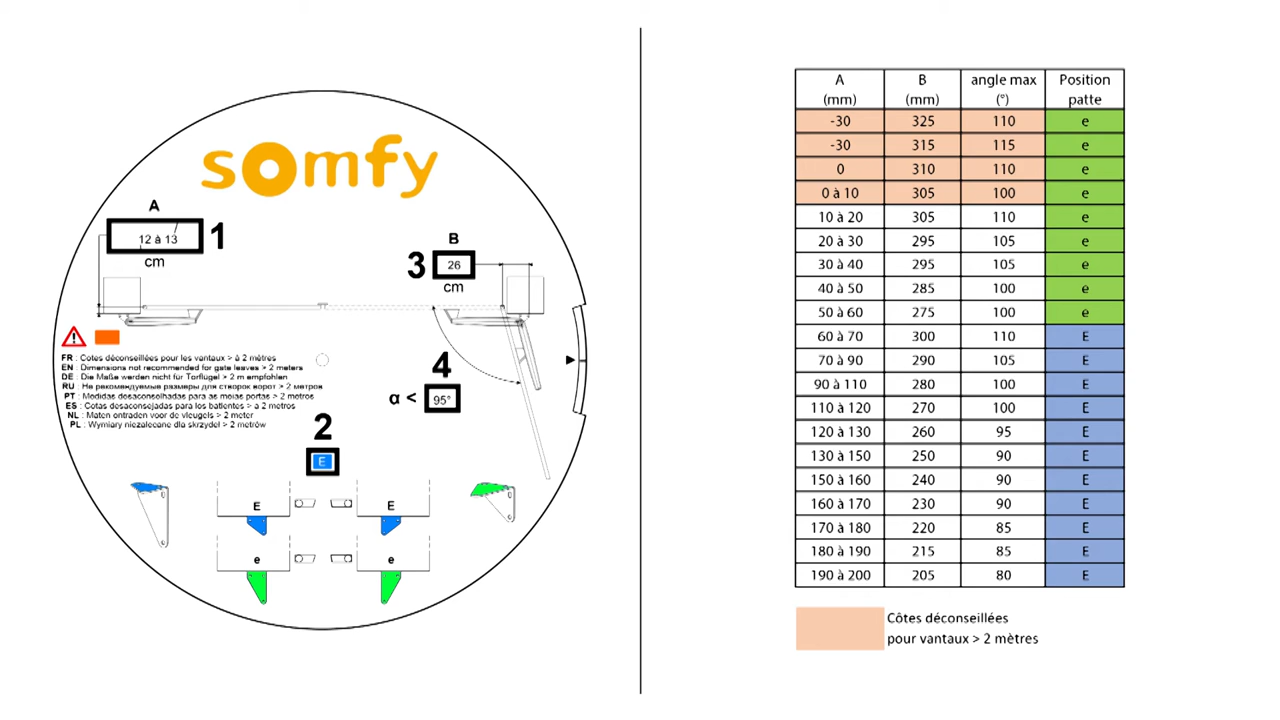 somfy
A
12 à 13
1
cm
B
3
26
cm
FR : Cotes déconseillées pour les vantaux > à 2 mètres
EN : Dimensions not recommended for gate leaves > 2 meters
DE : Die Maße werden nicht für Torflügel > 2 m empfohlen
RU : Не рекомендуемые размеры для створок ворот > 2 метров
PT : Medidas desaconselhadas para as moias portas > 2 metros
ES : Cotas desaconsejadas para los batientes > a 2 metros
NL : Maten ontraden voor de vleugels > 2 meter
PL : Wymiary niezalecane dla skrzydel > 2 metrów
4
α < 95°
2
E
E E
e e
A B angle max Position
(mm) (mm) (°) patte
-30 325 110 e
-30 315 115 e
0 310 110 e
0 à 10 305 100 e
10 à 20 305 110 e
20 à 30 295 105 e
30 à 40 295 105 e
40 à 50 285 100 e
50 à 60 275 100 e
60 à 70 300 110 E
70 à 90 290 105 E
90 à 110 280 100 E
110 à 120 270 100 E
120 à 130 260 95 E
130 à 150 250 90 E
150 à 160 240 90 E
160 à 170 230 90 E
170 à 180 220 85 E
180 à 190 215 85 E
190 à 200 205 80 E
Côtes déconseillées
pour vantaux > 2 mètres